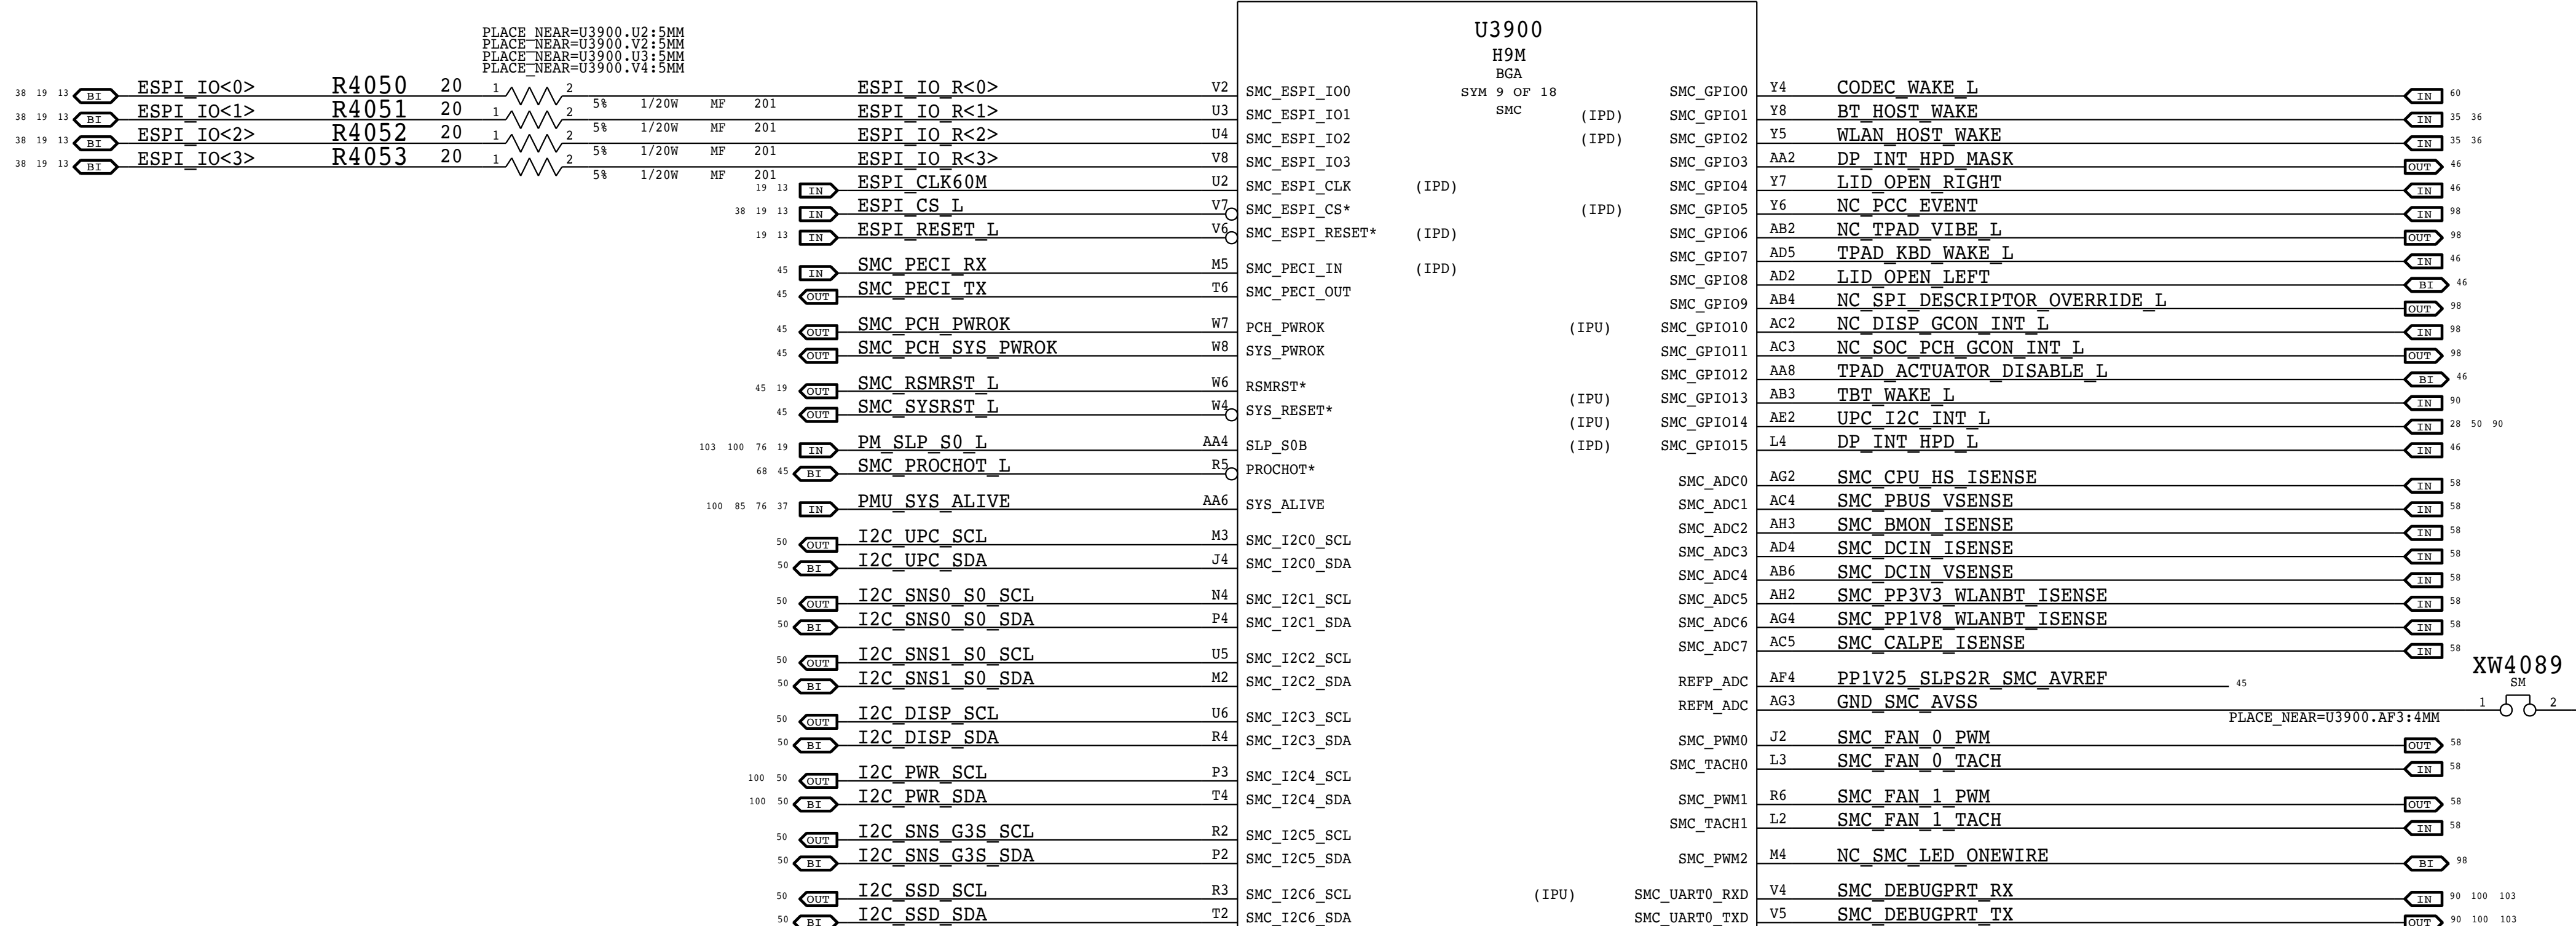 PLACE_NEAR=U3900.U2:5MM
PLACE_NEAR=U3900.V2:5MM
PLACE_NEAR=U3900.U3:5MM
PLACE_NEAR=U3900.V4:5MM
38 19 13 BI ESPI_IO<0> R4050 20 1 2 5% 1/20W MF 201 ESPI_IO_R<0> V2 SMC_ESPI_IO0
38 19 13 BI ESPI_IO<1> R4051 20 1 2 5% 1/20W MF 201 ESPI_IO_R<1> U3 SMC_ESPI_IO1
38 19 13 BI ESPI_IO<2> R4052 20 1 2 5% 1/20W MF 201 ESPI_IO_R<2> U4 SMC_ESPI_IO2
38 19 13 BI ESPI_IO<3> R4053 20 1 2 5% 1/20W MF 201 ESPI_IO_R<3> V8 SMC_ESPI_IO3
19 13 IN ESPI_CLK60M U2 SMC_ESPI_CLK (IPD)
38 19 13 IN ESPI_CS_L V7 SMC_ESPI_CS*
19 13 IN ESPI_RESET_L V6 SMC_ESPI_RESET* (IPD)
45 IN SMC_PECI_RX M5 SMC_PECI_IN (IPD)
45 OUT SMC_PECI_TX T6 SMC_PECI_OUT
45 OUT SMC_PCH_PWROK W7 PCH_PWROK
45 OUT SMC_PCH_SYS_PWROK W8 SYS_PWROK
45 19 OUT SMC_RSMRST_L W6 RSMRST*
45 OUT SMC_SYSRST_L W4 SYS_RESET*
103 100 76 19 IN PM_SLP_S0_L AA4 SLP_S0B
68 45 BI SMC_PROCHOT_L R5 PROCHOT*
100 85 76 37 IN PMU_SYS_ALIVE AA6 SYS_ALIVE
50 OUT I2C_UPC_SCL M3 SMC_I2C0_SCL
50 BI I2C_UPC_SDA J4 SMC_I2C0_SDA
50 OUT I2C_SNS0_S0_SCL N4 SMC_I2C1_SCL
50 BI I2C_SNS0_S0_SDA P4 SMC_I2C1_SDA
50 OUT I2C_SNS1_S0_SCL U5 SMC_I2C2_SCL
50 BI I2C_SNS1_S0_SDA M2 SMC_I2C2_SDA
50 OUT I2C_DISP_SCL U6 SMC_I2C3_SCL
50 BI I2C_DISP_SDA R4 SMC_I2C3_SDA
100 50 OUT I2C_PWR_SCL P3 SMC_I2C4_SCL
100 50 BI I2C_PWR_SDA T4 SMC_I2C4_SDA
50 OUT I2C_SNS_G3S_SCL R2 SMC_I2C5_SCL
50 BI I2C_SNS_G3S_SDA P2 SMC_I2C5_SDA
50 OUT I2C_SSD_SCL R3 SMC_I2C6_SCL
50 BI I2C_SSD_SDA T2 SMC_I2C6_SDA
U3900
H9M
BGA
SYM 9 OF 18
SMC
SMC_GPIO0 Y4 CODEC_WAKE_L IN 60
(IPD) SMC_GPIO1 Y8 BT_HOST_WAKE IN 35 36
(IPD) SMC_GPIO2 Y5 WLAN_HOST_WAKE IN 35 36
SMC_GPIO3 AA2 DP_INT_HPD_MASK OUT 46
SMC_GPIO4 Y7 LID_OPEN_RIGHT IN 46
(IPD) SMC_GPIO5 Y6 NC_PCC_EVENT IN 98
SMC_GPIO6 AB2 NC_TPAD_VIBE_L OUT 98
SMC_GPIO7 AD5 TPAD_KBD_WAKE_L IN 46
SMC_GPIO8 AD2 LID_OPEN_LEFT BI 46
SMC_GPIO9 AB4 NC_SPI_DESCRIPTOR_OVERRIDE_L OUT 98
(IPU) SMC_GPIO10 AC2 NC_DISP_GCON_INT_L IN 98
SMC_GPIO11 AC3 NC_SOC_PCH_GCON_INT_L OUT 98
SMC_GPIO12 AA8 TPAD_ACTUATOR_DISABLE_L BI 46
(IPU) SMC_GPIO13 AB3 TBT_WAKE_L IN 90
(IPU) SMC_GPIO14 AE2 UPC_I2C_INT_L IN 28 50 90
(IPD) SMC_GPIO15 L4 DP_INT_HPD_L IN 46
SMC_ADC0 AG2 SMC_CPU_HS_ISENSE IN 58
SMC_ADC1 AC4 SMC_PBUS_VSENSE IN 58
SMC_ADC2 AH3 SMC_BMON_ISENSE IN 58
SMC_ADC3 AD4 SMC_DCIN_ISENSE IN 58
SMC_ADC4 AB6 SMC_DCIN_VSENSE IN 58
SMC_ADC5 AH2 SMC_PP3V3_WLANBT_ISENSE IN 58
SMC_ADC6 AG4 SMC_PP1V8_WLANBT_ISENSE IN 58
SMC_ADC7 AC5 SMC_CALPE_ISENSE IN 58
REFP_ADC AF4 PP1V25_SLPS2R_SMC_AVREF 45
REFM_ADC AG3 GND_SMC_AVSS
XW4089
SM
1 2
PLACE_NEAR=U3900.AF3:4MM
SMC_PWM0 J2 SMC_FAN_0_PWM OUT 58
SMC_TACH0 L3 SMC_FAN_0_TACH IN 58
SMC_PWM1 R6 SMC_FAN_1_PWM OUT 58
SMC_TACH1 L2 SMC_FAN_1_TACH IN 58
SMC_PWM2 M4 NC_SMC_LED_ONEWIRE BI 98
(IPU) SMC_UART0_RXD V4 SMC_DEBUGPRT_RX IN 90 100 103
SMC_UART0_TXD V5 SMC_DEBUGPRT_TX OUT 90 100 103